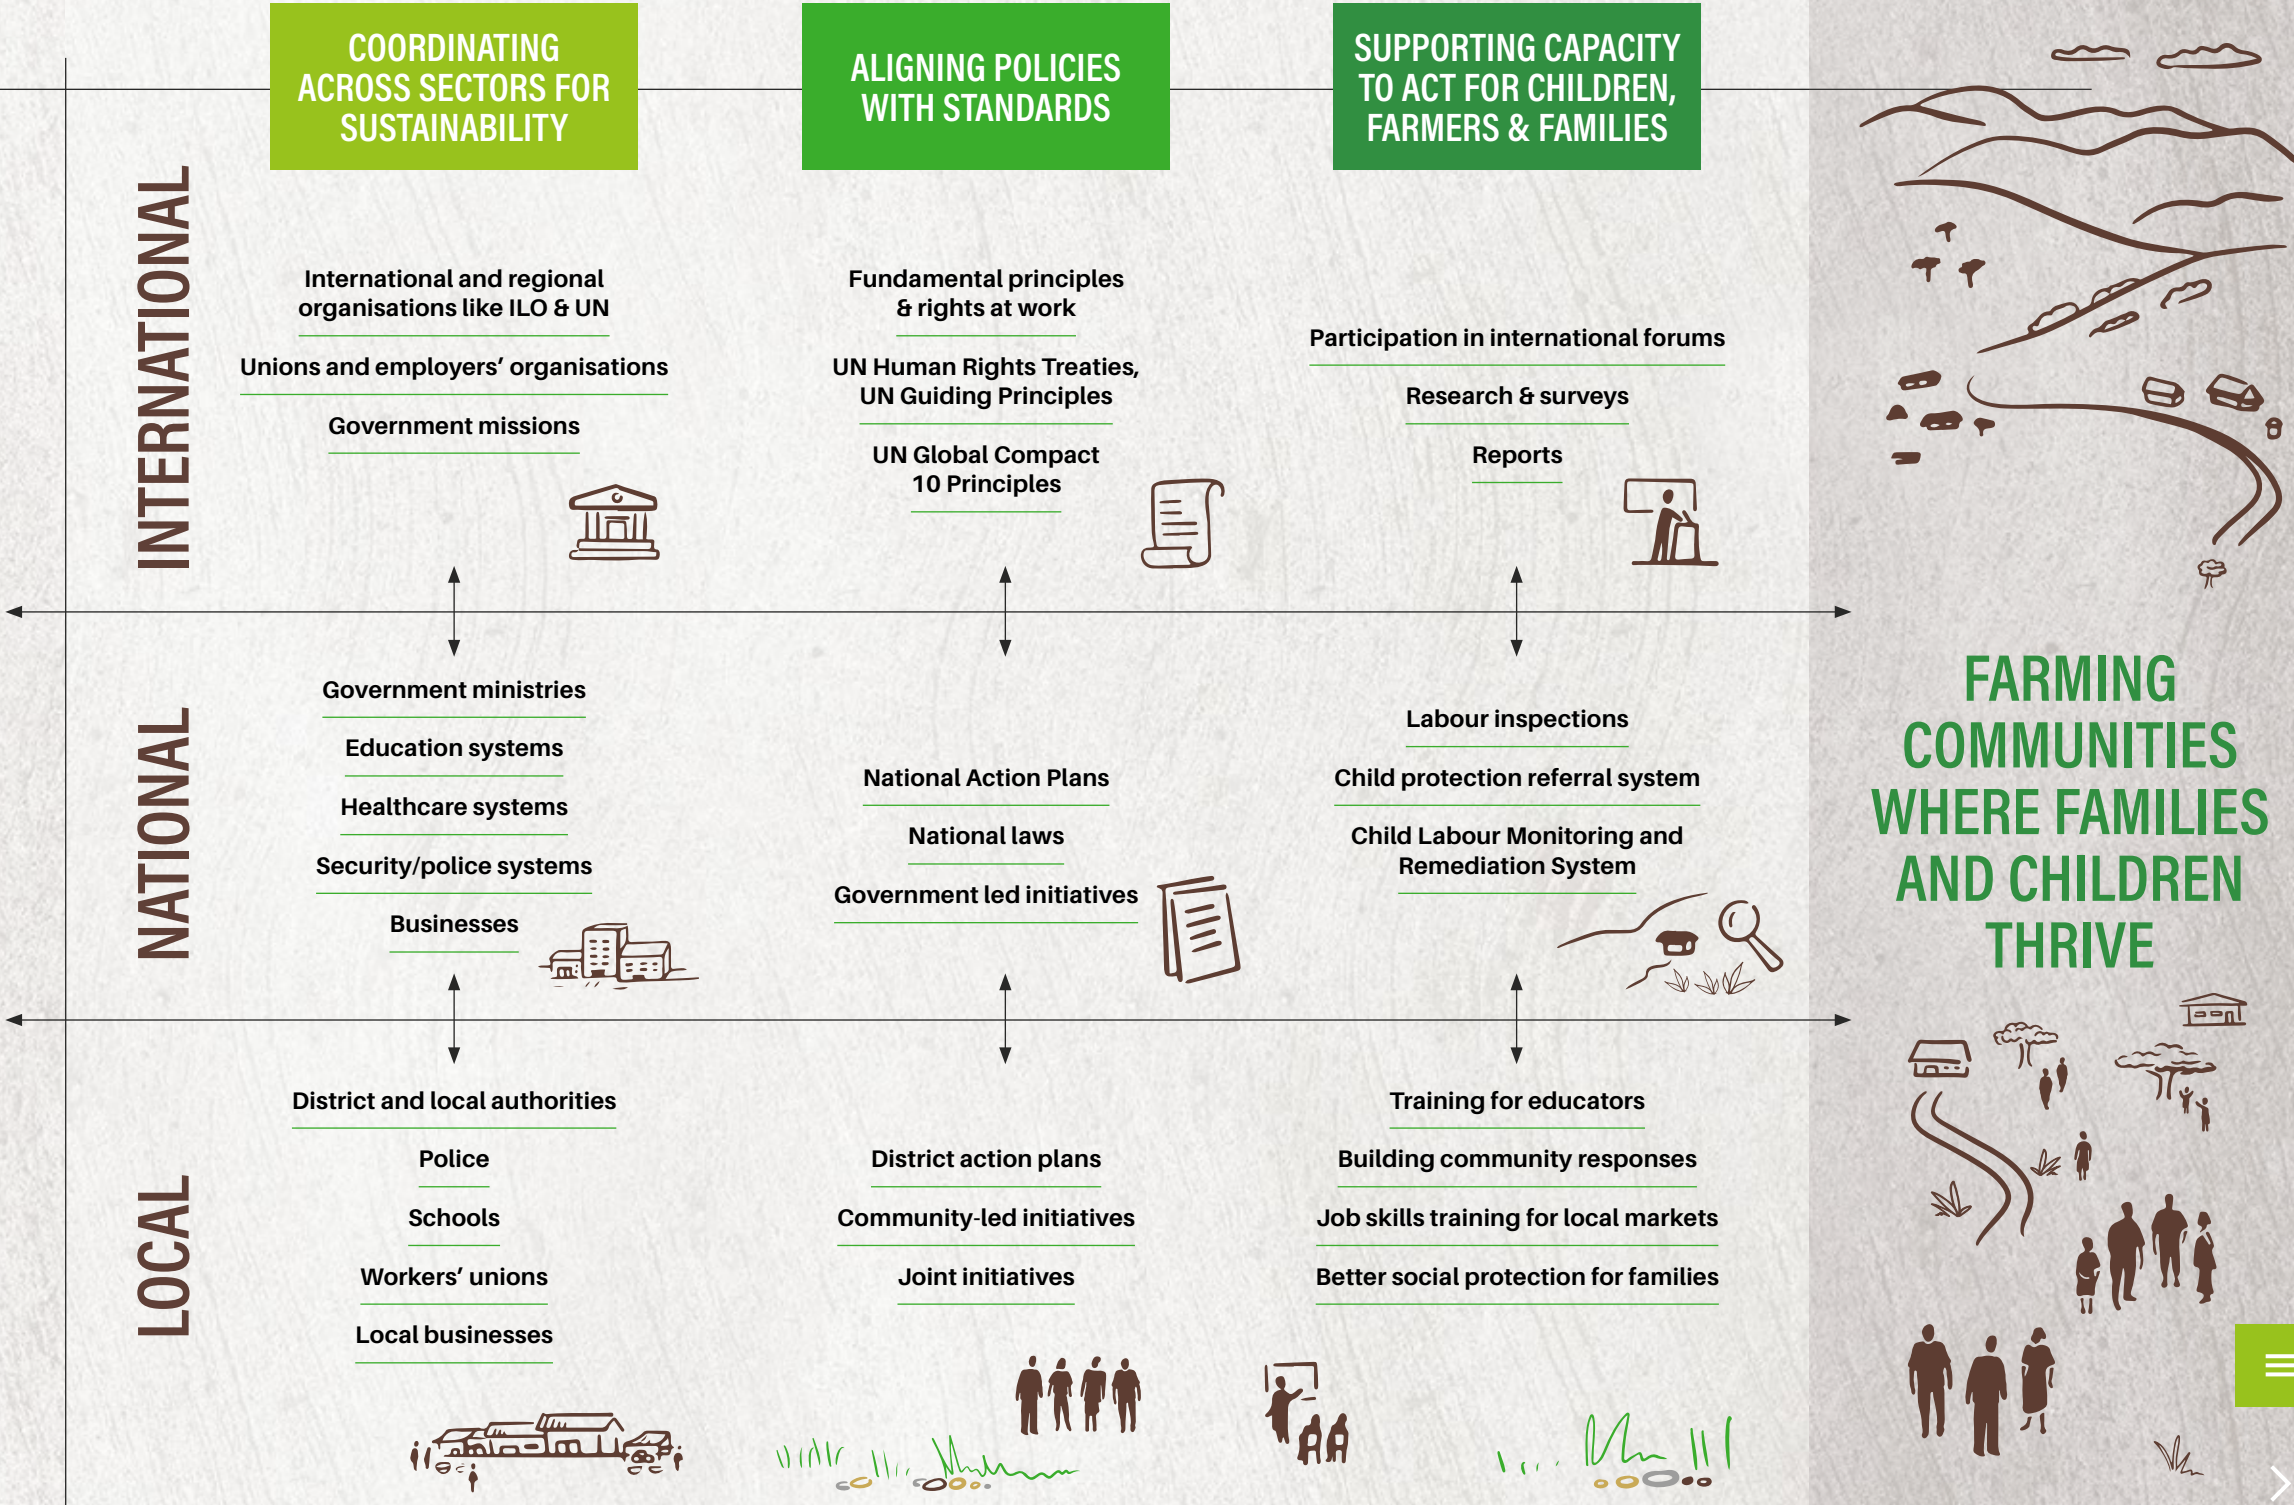 COORDINATING
ACROSS SECTORS FOR
SUSTAINABILITY
ALIGNING POLICIES
WITH STANDARDS
SUPPORTING CAPACITY
TO ACT FOR CHILDREN,
FARMERS & FAMILIES
INTERNATIONAL
International and regional
organisations like ILO & UN
Unions and employers’ organisations
Government missions
Fundamental principles
& rights at work
UN Human Rights Treaties,
UN Guiding Principles
UN Global Compact
10 Principles
Participation in international forums
Research & surveys
Reports
NATIONAL
Government ministries
Education systems
Healthcare systems
Security/police systems
Businesses
National Action Plans
National laws
Government led initiatives
Labour inspections
Child protection referral system
Child Labour Monitoring and
Remediation System
LOCAL
District and local authorities
Police
Schools
Workers’ unions
Local businesses
District action plans
Community-led initiatives
Joint initiatives
Training for educators
Building community responses
Job skills training for local markets
Better social protection for families
FARMING
COMMUNITIES
WHERE FAMILIES
AND CHILDREN
THRIVE